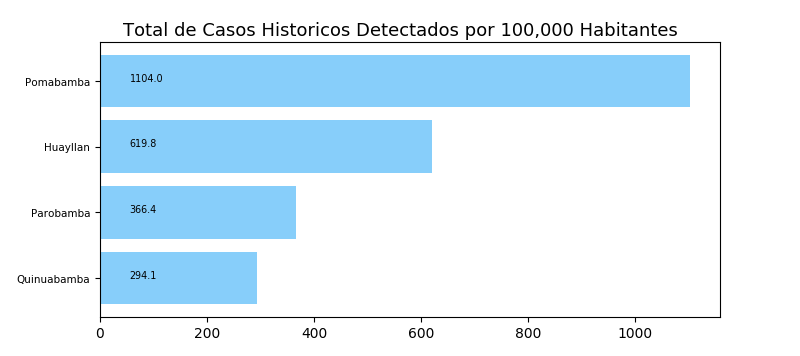 Total de Casos Historicos Detectados por 100,000 Habitantes
Pomabamba
1104.0
Huayllan
619.8
Parobamba
366.4
Quinuabamba
294.1
0 200 400 600 800 1000